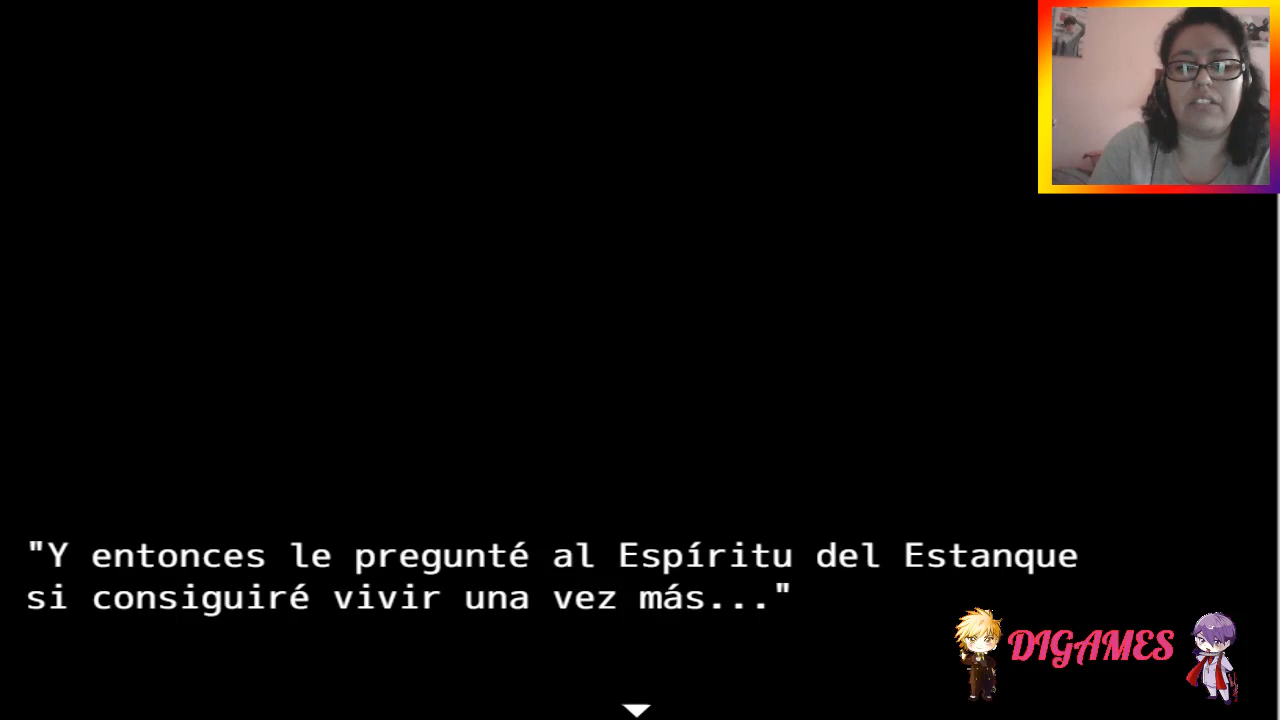 "Y entonces le pregunté al Espíritu del Estanque
si consiguiré vivir una vez más..."
DIGAMES